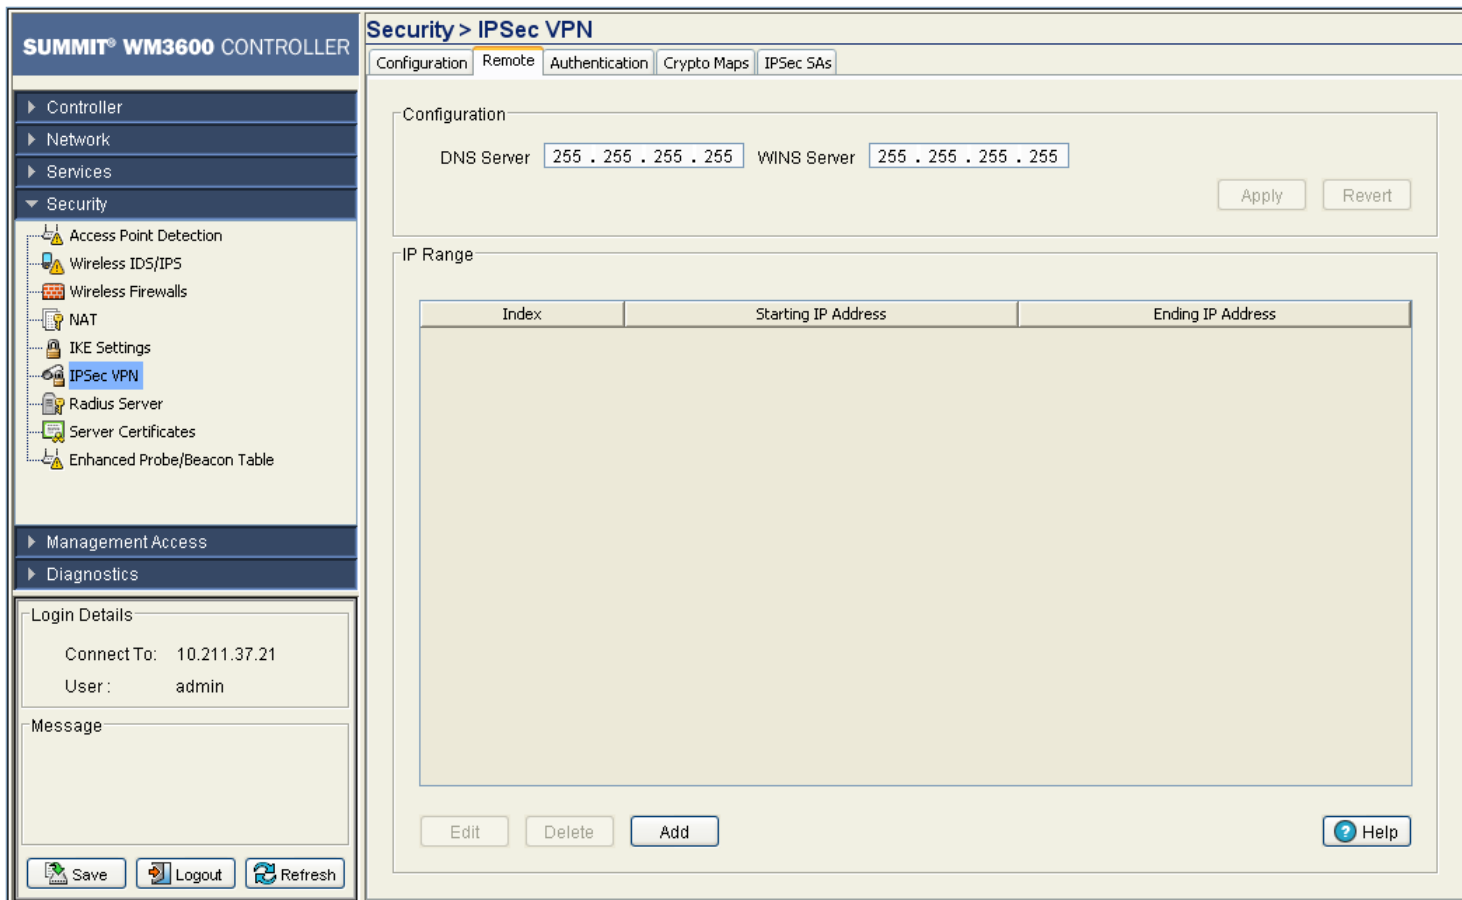 SUMMIT® WM3600 CONTROLLER
Controller
Network
Services
Security
Access Point Detection
Wireless IDS/IPS
Wireless Firewalls
NAT
IKE Settings
IPSec VPN
Radius Server
Server Certificates
Enhanced Probe/Beacon Table
Management Access
Diagnostics
Login Details
Connect To: 10.211.37.21
User : admin
Message
Save Logout Refresh
Security > IPSec VPN
Configuration Remote Authentication Crypto Maps IPSec SAs
Configuration
DNS Server 255 . 255 . 255 . 255 WINS Server 255 . 255 . 255 . 255
Apply Revert
IP Range
Index Starting IP Address Ending IP Address
Edit Delete Add ? Help